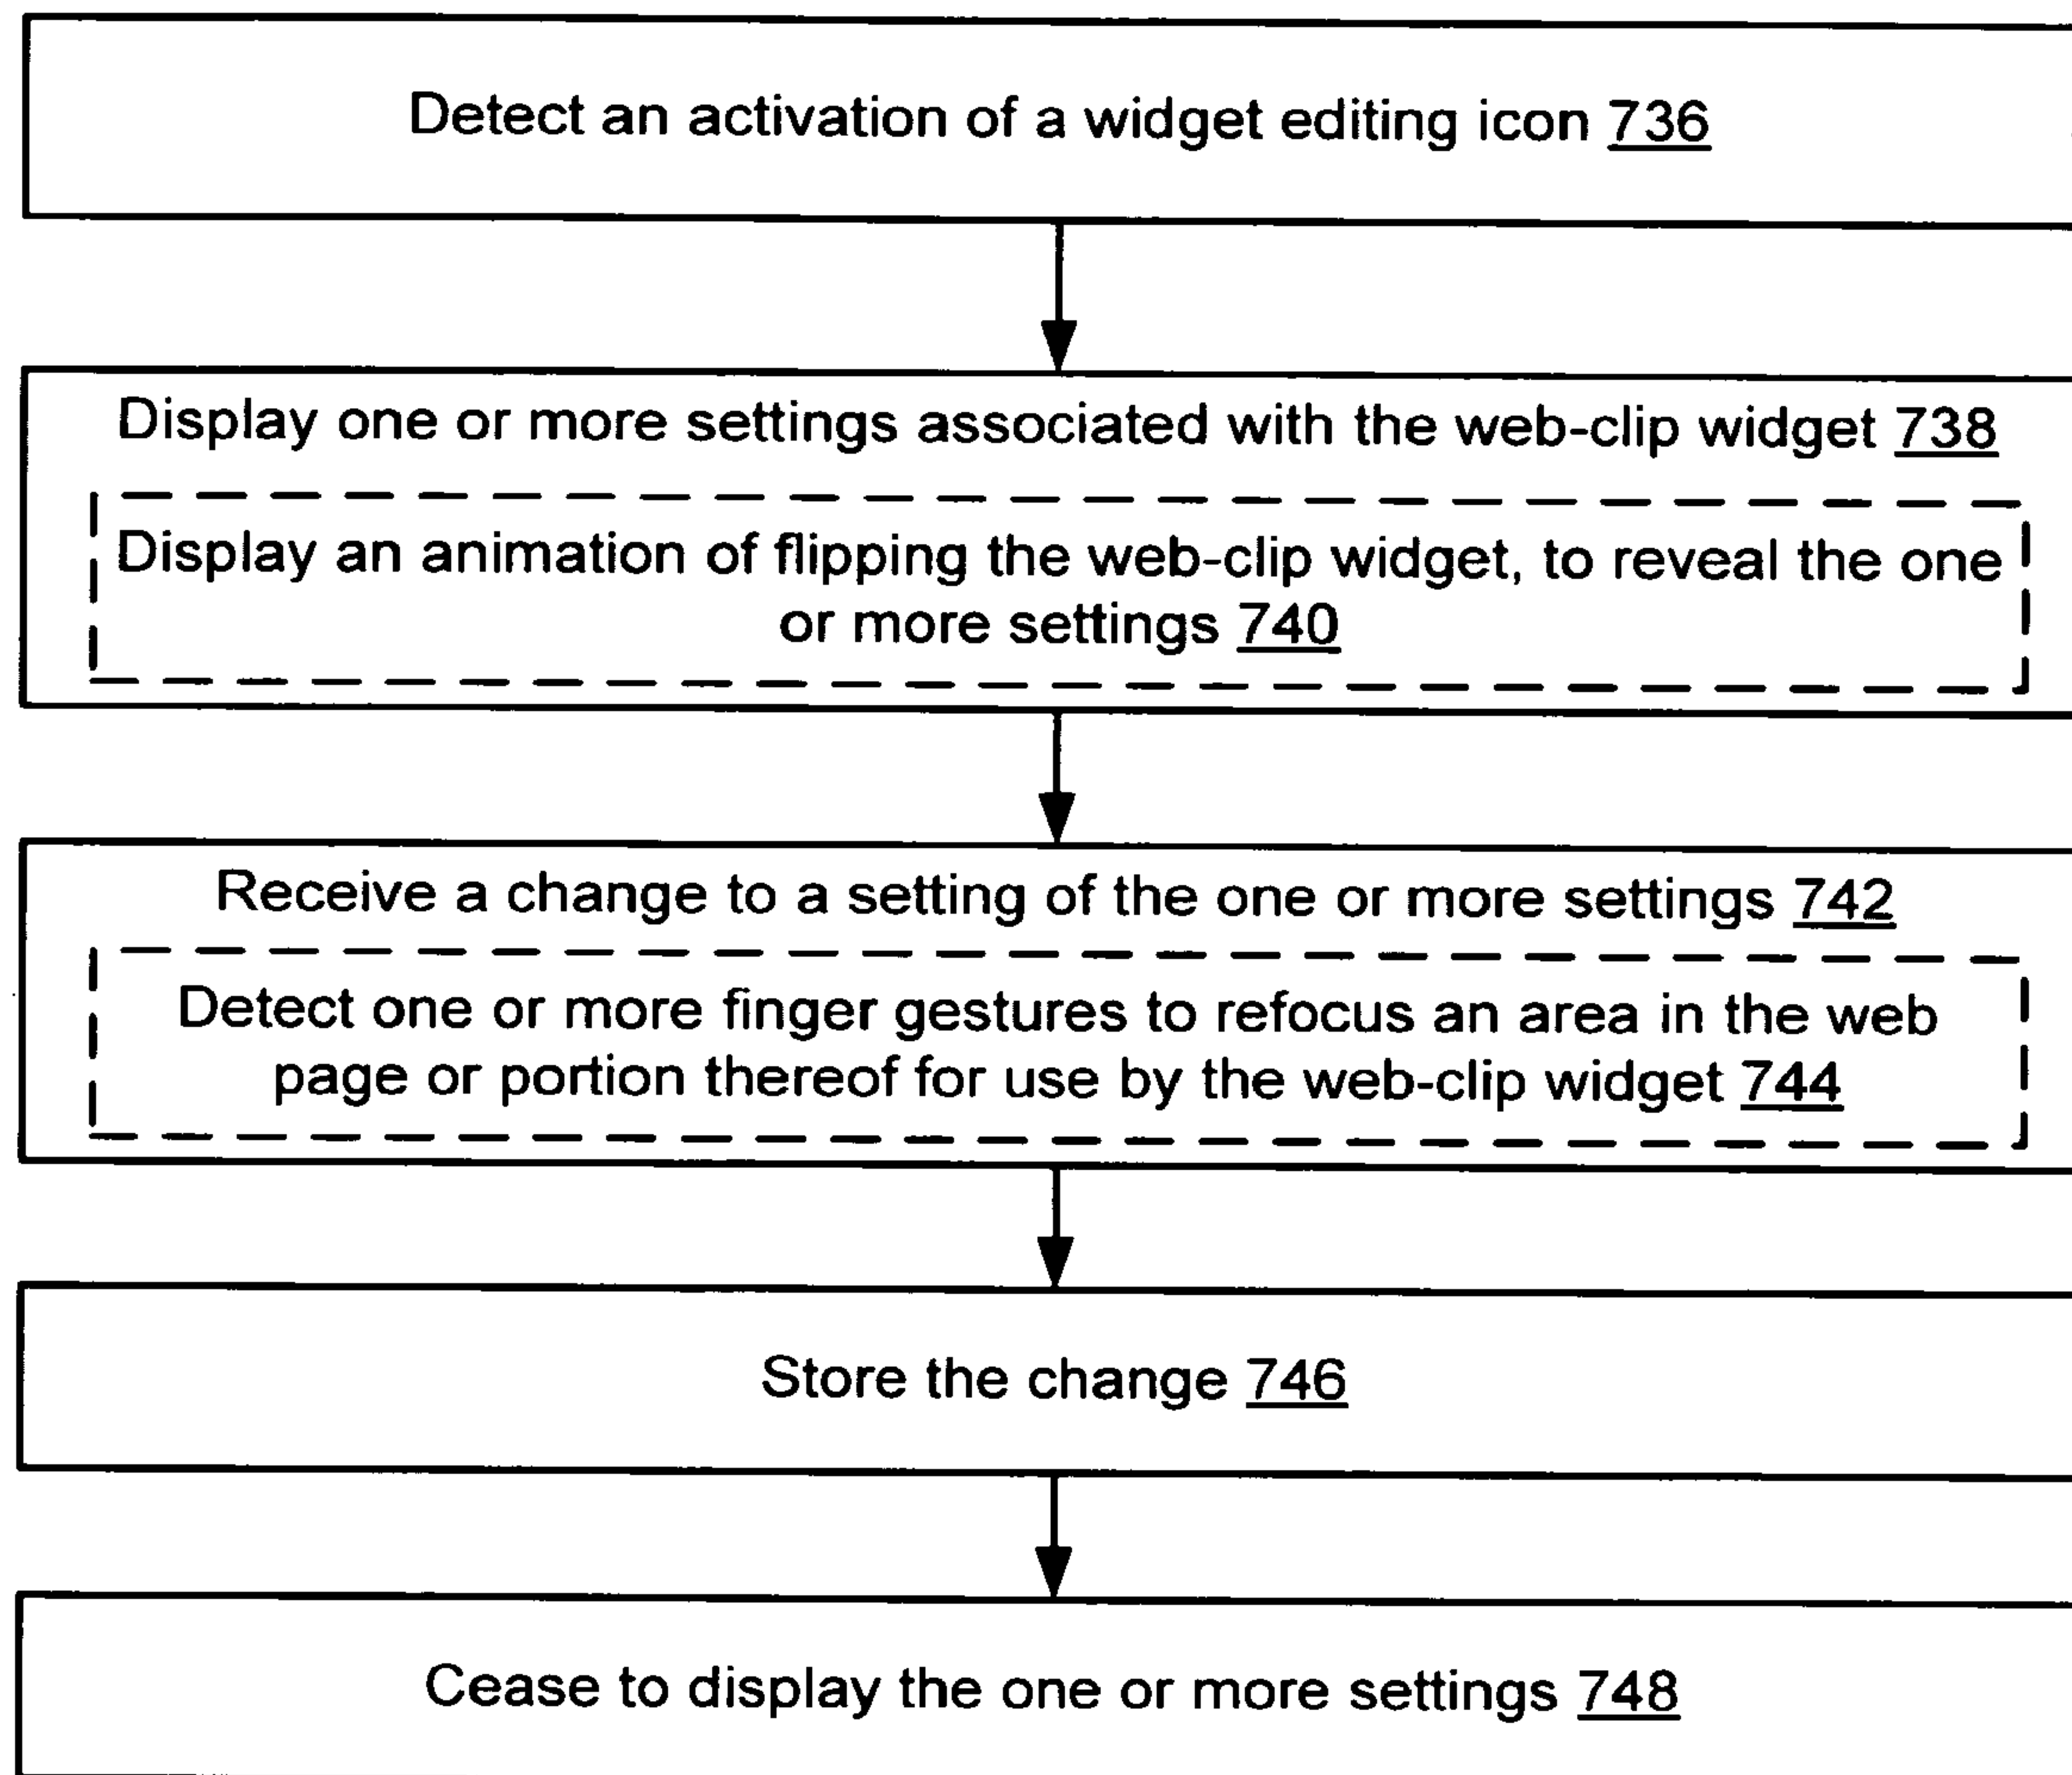 Detect an activation of a widget editing icon 736
Display one or more settings associated with the web-clip widget 738
Display an animation of flipping the web-clip widget, to reveal the one
or more settings 740
Receive a change to a setting of the one or more settings 742
Detect one or more finger gestures to refocus an area in the web
page or portion thereof for use by the web-clip widget 744
Store the change 746
Cease to display the one or more settings 748